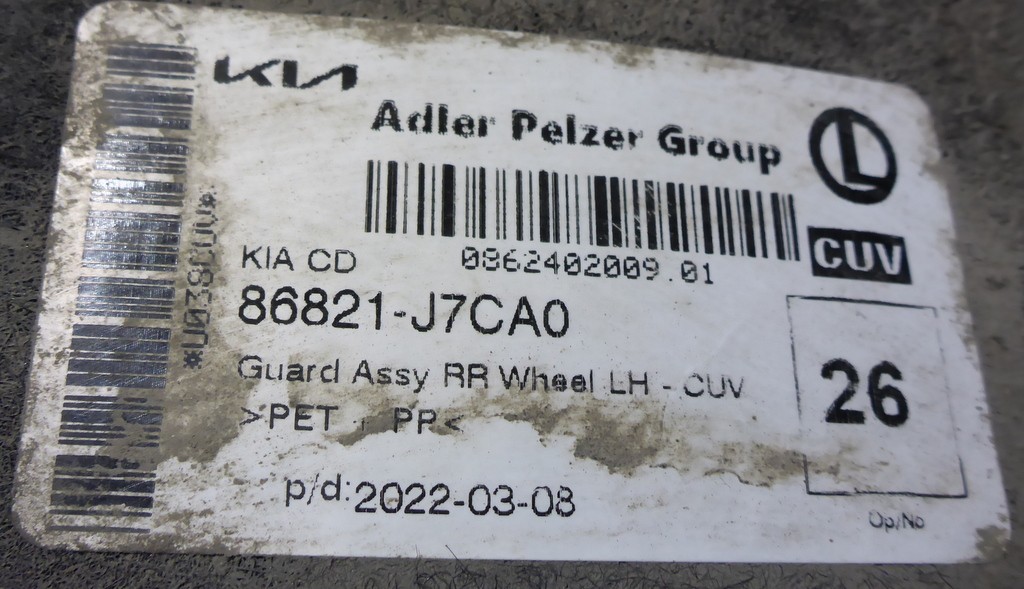 KIA
Adler Pelzer Group
L
0862402009.01
CUV
KIA CD
86821-J7CA0
Guard Assy RR Wheel LH - CUV
>PET + PP<
26
p/d: 2022-03-08
Op/No